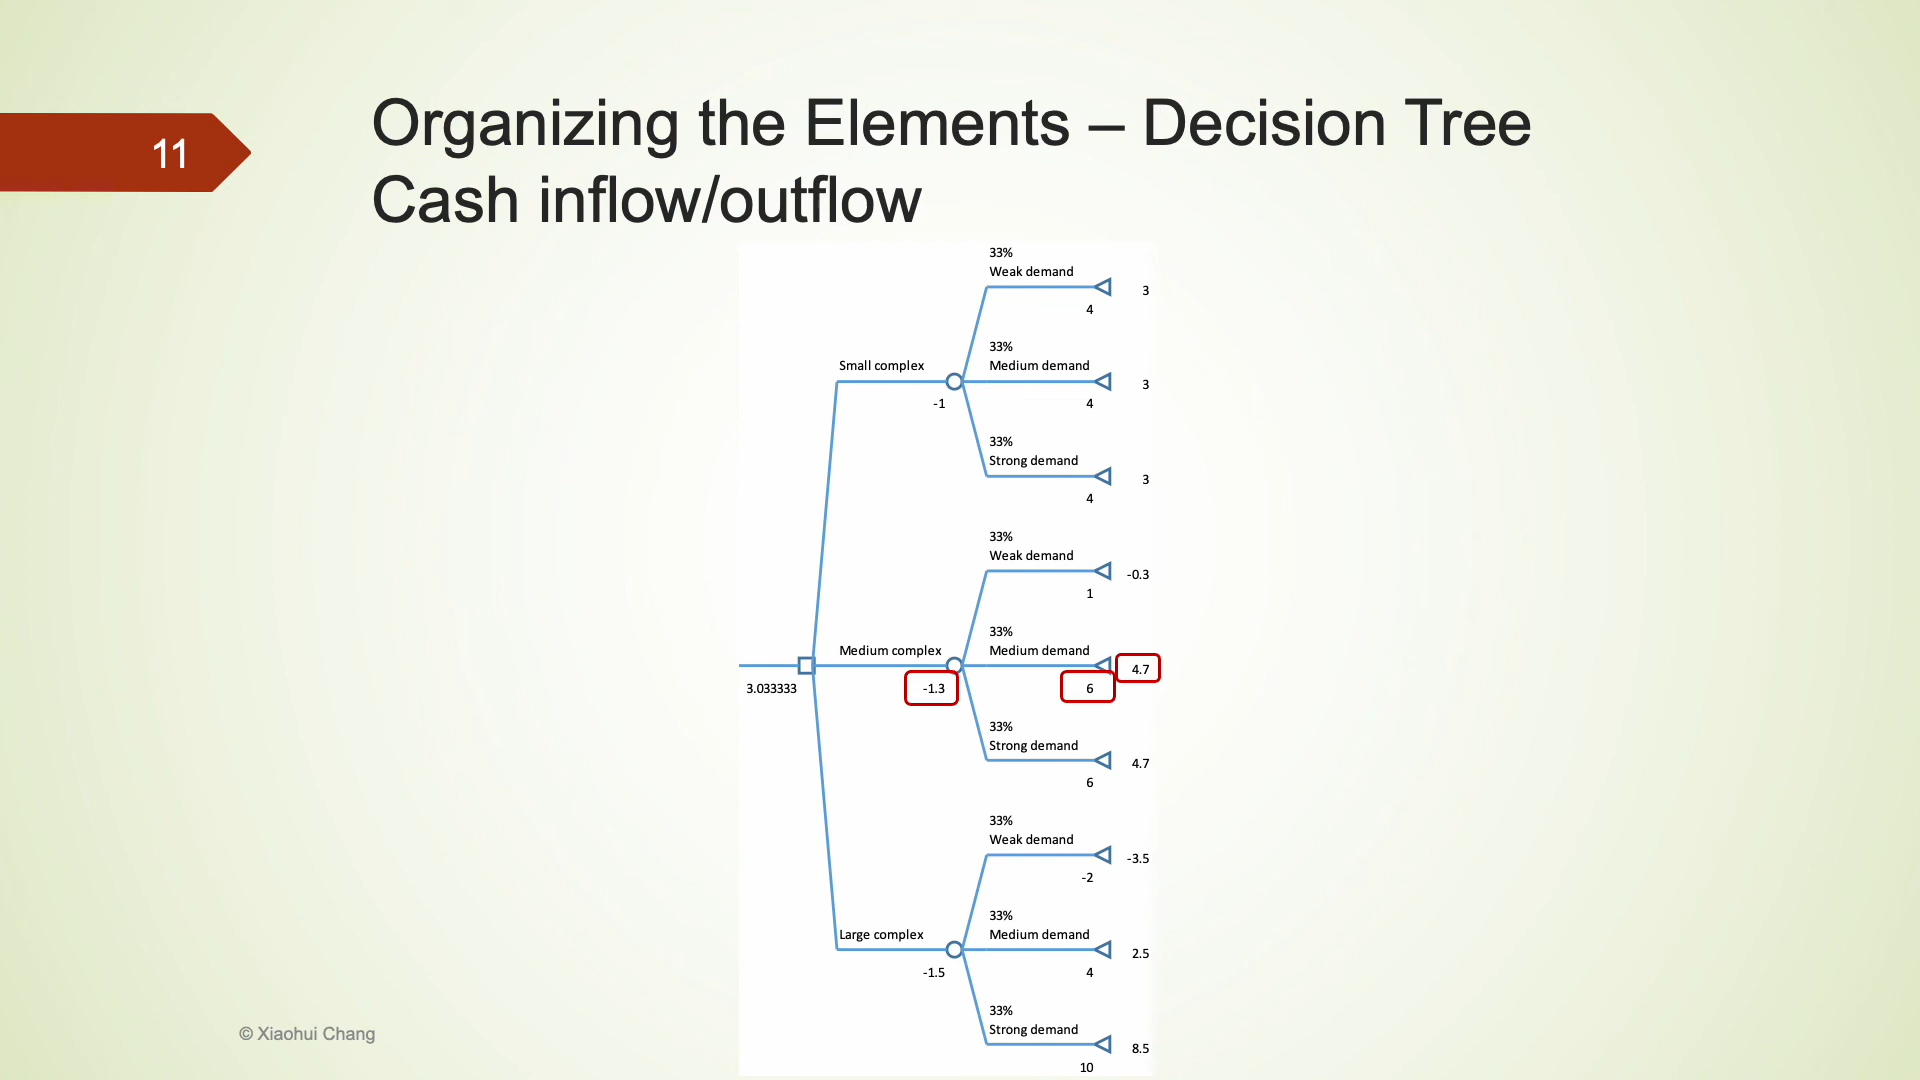 11
Organizing the Elements – Decision Tree
Cash inflow/outflow
33%
Weak demand
3
4
33%
Small complex
Medium demand
3
-1
4
33%
Strong demand
3
4
33%
Weak demand
-0.3
1
33%
Medium complex
Medium demand
4.7
3.033333
-1.3
6
33%
Strong demand
4.7
6
33%
Weak demand
-3.5
-2
33%
Large complex
Medium demand
2.5
-1.5
4
33%
Strong demand
8.5
10
© Xiaohui Chang